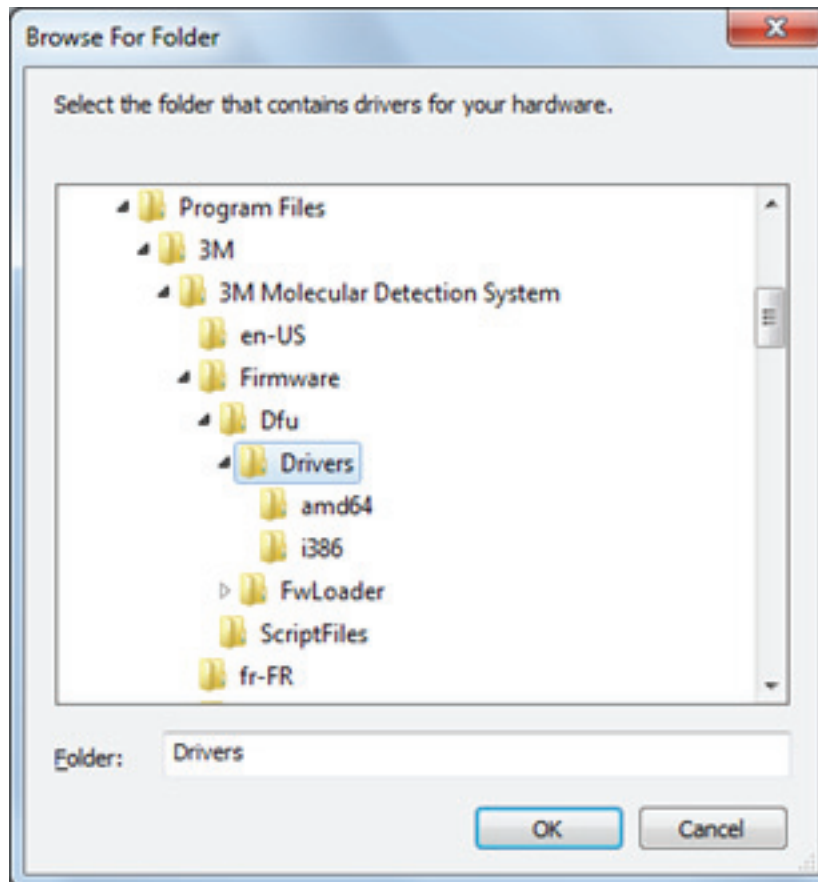 Browse For Folder
Select the folder that contains drivers for your hardware.
Program Files
3M
3M Molecular Detection System
en-US
Firmware
Dfu
Drivers
amd64
i386
FwLoader
ScriptFiles
fr-FR
Folder: Drivers
OK Cancel